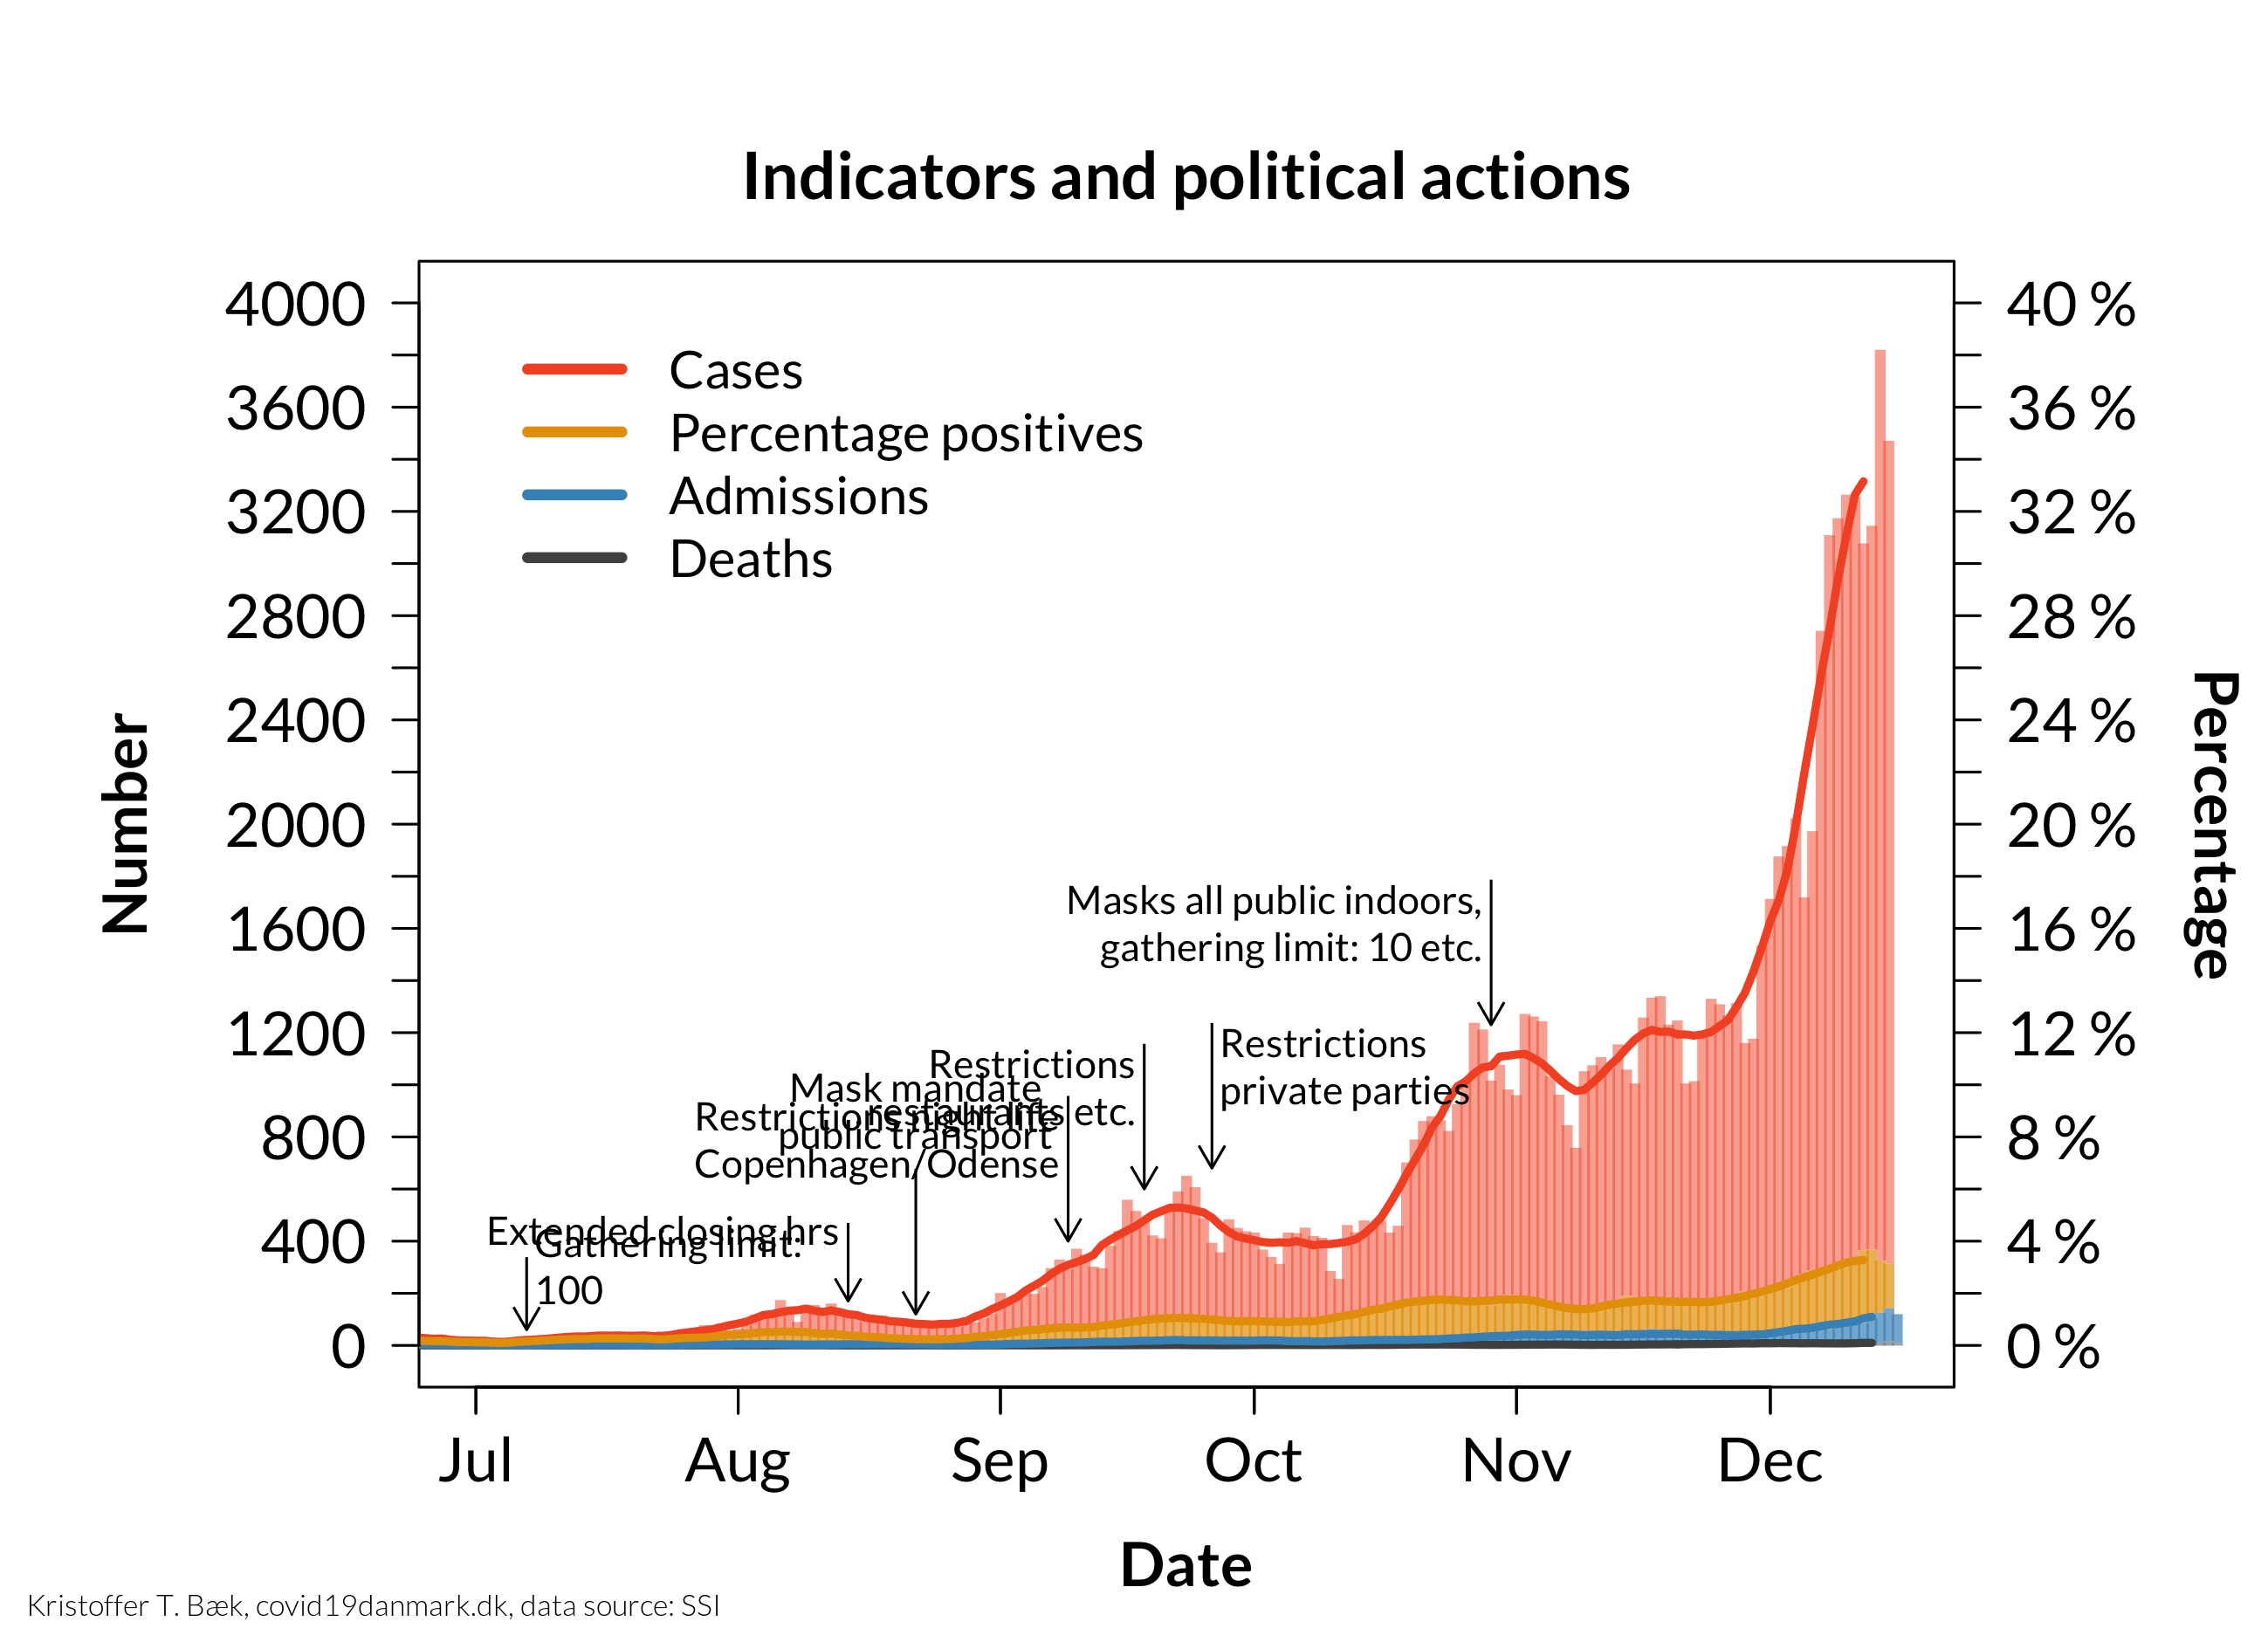 Indicators and political actions
4000
3600
3200
2800
2400
2000
1600
1200
800
400
0
Number
40 %
36 %
32 %
28 %
24 %
20 %
16 %
12 %
8 %
4 %
0 %
Percentage
Cases
Percentage positives
Admissions
Deaths
Masks all public indoors,
gathering limit: 10 etc.
Restrictions
private parties
Restrictions
restaurants etc.
Mask mandate
public transport
Restrictions night life
Copenhagen/Odense
Extended closing hrs
Gathering limit:
100
Jul
Aug
Sep
Oct
Nov
Dec
Date
Kristoffer T. Bæk, covid19danmark.dk, data source: SSI